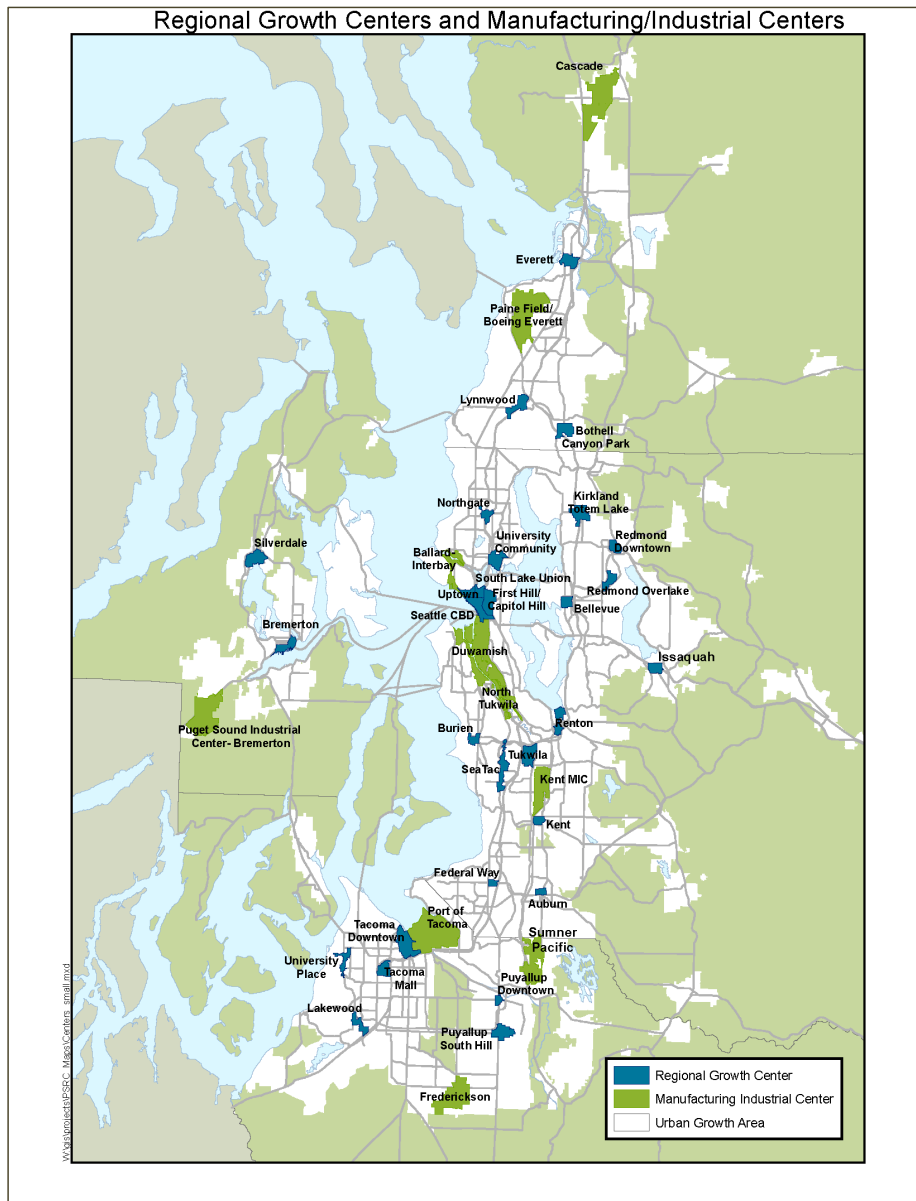 Regional Growth Centers and Manufacturing/Industrial Centers
Cascade
Everett
Paine Field/
Boeing Everett
Lynnwood
Bothell
Canyon Park
Northgate
Kirkland
Totem Lake
University
Community
Redmond
Downtown
Silverdale
Ballard-
Interbay
South Lake Union
Redmond Overlake
Uptown
First Hill/
Capitol Hill
Bellevue
Seattle CBD
Bremerton
Duwamish
Issaquah
North
Tukwila
Puget Sound Industrial
Center- Bremerton
Burien
Renton
Tukwila
SeaTac
Kent MIC
Kent
Federal Way
Auburn
Port of
Tacoma
Tacoma
Downtown
Sumner
Pacific
University
Place
Tacoma
Mall
Puyallup
Downtown
Lakewood
Puyallup
South Hill
Frederickson
Regional Growth Center
Manufacturing Industrial Center
Urban Growth Area